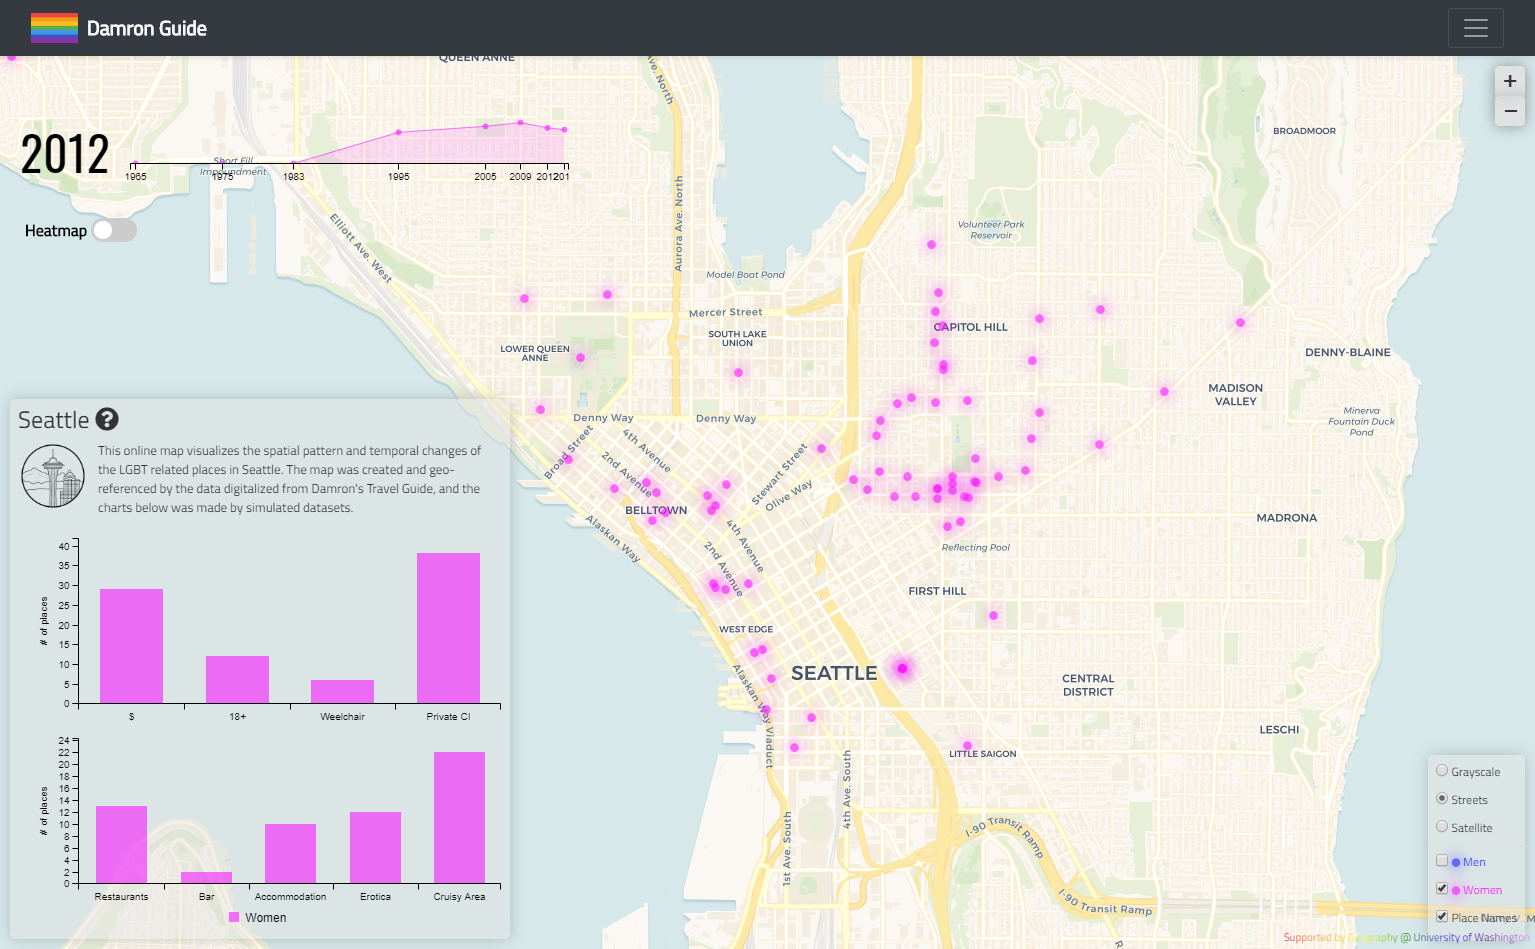 Damron Guide
QUEEN ANNE
Ave. North
+
−
BROADMOOR
2012
Short Fill
Impoundment
1965
1975
1983
1995
2005
2009
2012
201
Heatmap
Elliott Ave. West
Aurora Ave. North
Volunteer Park
Reservoir
Model Boat Pond
Mercer Street
SOUTH LAKE
UNION
CAPITOL HILL
LOWER QUEEN
ANNE
DENNY-BLAINE
MADISON
VALLEY
Minerva
Fountain Duck
Pond
Denny Way
Denny Way
Broad Street
4th Avenue
2nd Avenue
Stewart Street
Olive Way
BELLTOWN
Alaskan Way
4th Avenue
2nd Avenue
MADRONA
Reflecting Pool
FIRST HILL
WEST EDGE
SEATTLE
CENTRAL
DISTRICT
Alaskan Way Viaduct
LESCHI
LITTLE SAIGON
1st Ave. South
4th Ave. South
I-90 Transit Ramp
I-90 Transit Ramp
Seattle ?
This online map visualizes the spatial pattern and temporal changes of
the LGBT related places in Seattle. The map was created and geo-
referenced by the data digitalized from Damron's Travel Guide, and the
charts below was made by simulated datasets.
# of places
40
35
30
25
20
15
10
5
0
$
18+
Weelchair
Private Cl
# of places
24
22
20
18
16
14
12
10
8
6
4
2
0
Restaurants
Bar
Accommodation
Erotica
Cruisy Area
Women
Grayscale
Streets
Satellite
Men
Women
Place Names
Supported by Geography @ University of Washington